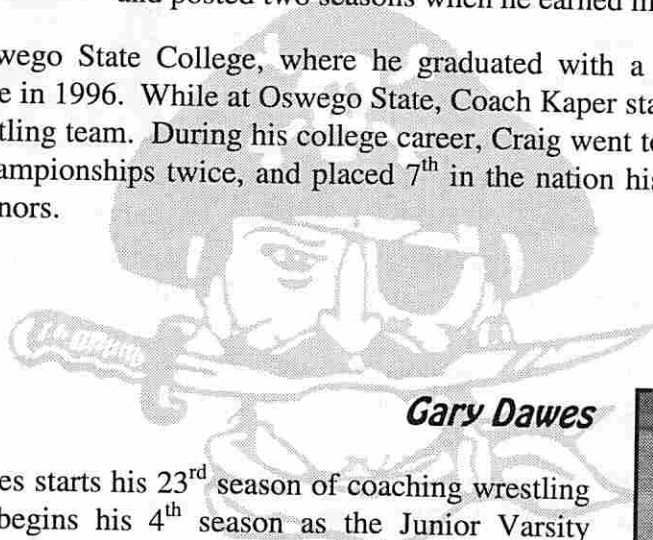 and posted two seasons when he earned
wego State College, where he graduated with a
e in 1996. While at Oswego State, Coach Kaper sta
tling team. During his college career, Craig went to
ampionships twice, and placed 7th in the nation his
nors.
Gary Dawes
es starts his 23rd season of coaching wrestling
begins his 4th season as the Junior Varsity